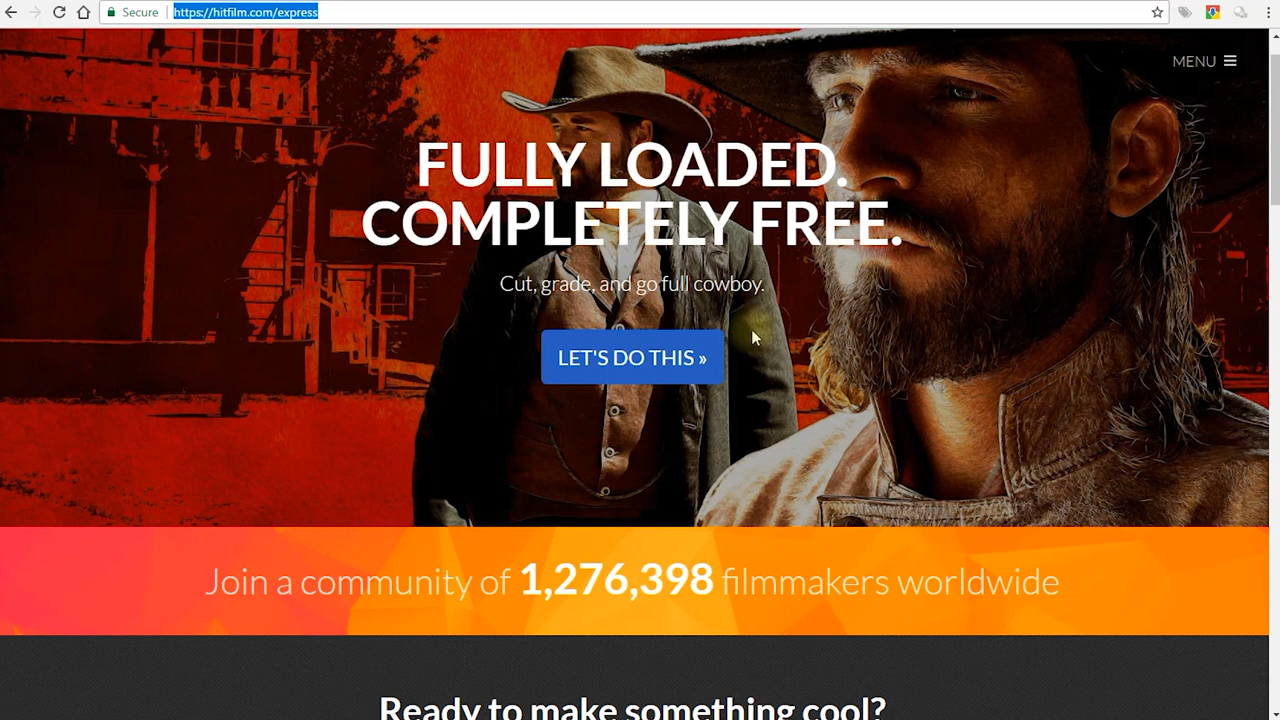 Secure
https://hitfilm.com/express
MENU
FULLY LOADED.
COMPLETELY FREE.
Cut, grade, and go full cowboy.
LET'S DO THIS »
Join a community of 1,276,398 filmmakers worldwide
Ready to make something cool?